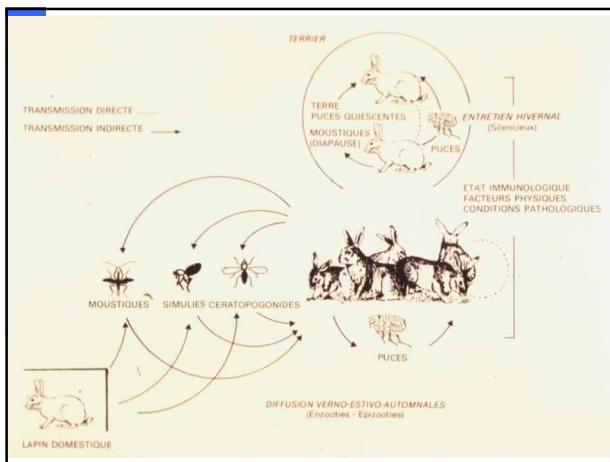 TERRIER
TRANSMISSION DIRECTE ..........
TRANSMISSION INDIRECTE
TERRE
PUCES QUIESCENTES
MOUSTIQUES
(DIAPAUSE)
PUCES
ENTRETIEN HIVERNAL
(Silencieux)
ETAT IMMUNOLOGIQUE
FACTEURS PHYSIQUES
CONDITIONS PATHOLOGIQUES
MOUSTIQUES
SIMULIES
CERATOPOGONIDES
PUCES
DIFFUSION VERNO-ESTIVO-AUTOMNALES
(Enzooties - Epizooties)
LAPIN DOMESTIQUE